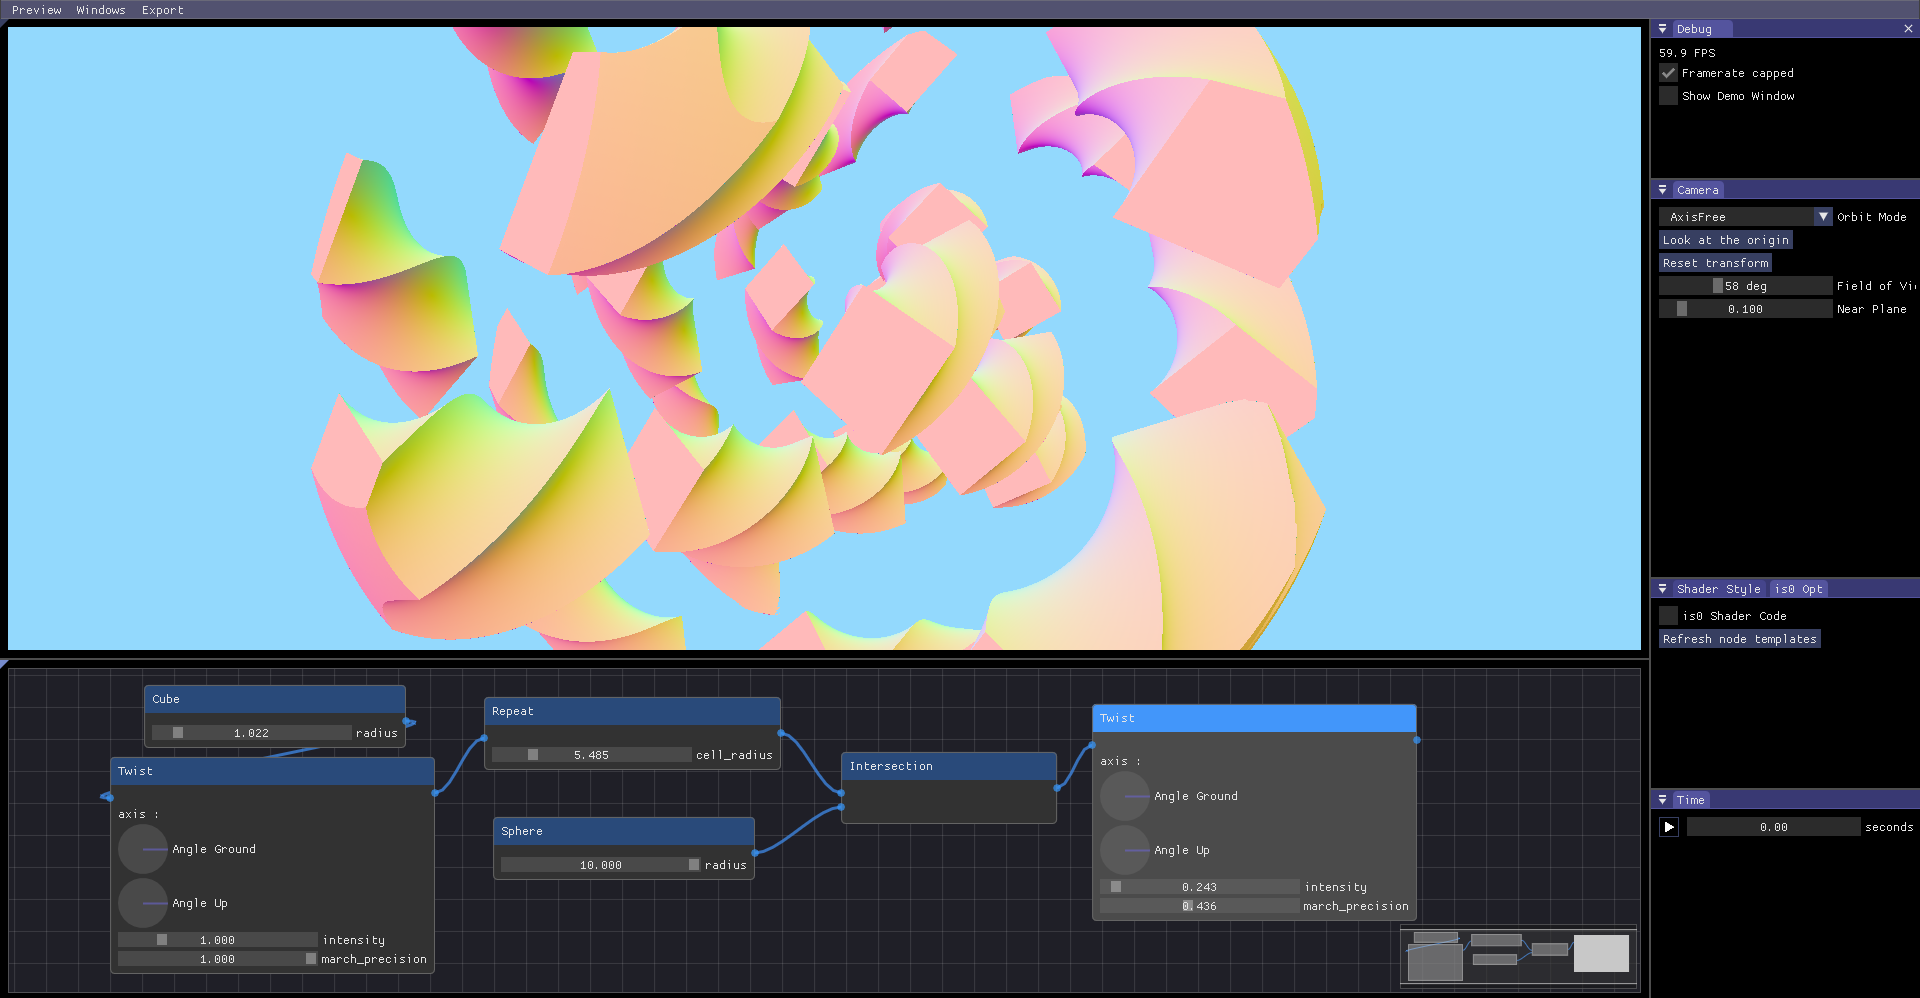 Preview Windows Export
Debug
59.9 FPS
Framerate capped
Show Demo Window
Camera
AxisFree Orbit Mode
Look at the origin
Reset transform
58 deg Field of Vi
0.100 Near Plane
Shader Style is0 Opt
is0 Shader Code
Refresh node templates
Time
0.00 seconds
Cube
1.022 radius
Twist
axis :
Angle Ground
Angle Up
1.000 intensity
1.000 march_precision
Repeat
5.485 cell_radius
Sphere
10.000 radius
Intersection
Twist
axis :
Angle Ground
Angle Up
0.243 intensity
0.436 march_precision